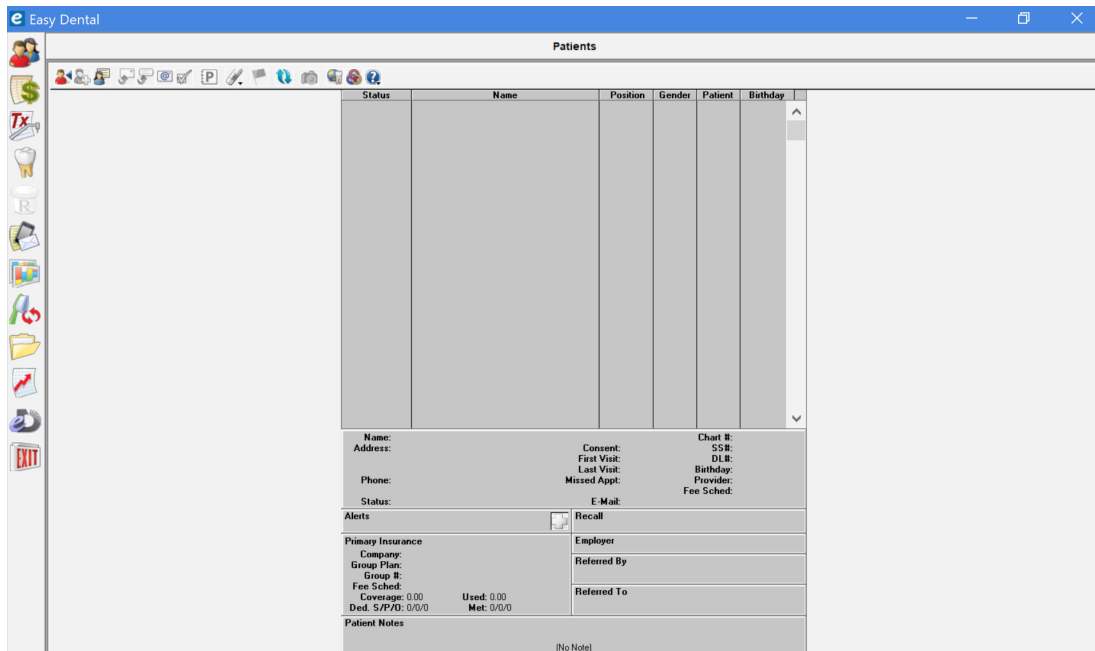 e Easy Dental
Patients
Status Name Position Gender Patient Birthday
Name: Chart #:
Address: Consent: SS#:
First Visit: DL#:
Last Visit: Birthday:
Phone: Missed Appt: Provider:
Fee Sched:
Status: E-Mail:
Alerts Recall
Primary Insurance Employer
Company:
Group Plan: Referred By
Group #:
Fee Sched: Referred To
Coverage: 0.00 Used: 0.00
Ded. S/P/O: 0/0/0 Met: 0/0/0
Patient Notes
[No Note]
$
Tx
R
eD
EXIT
P
@
?